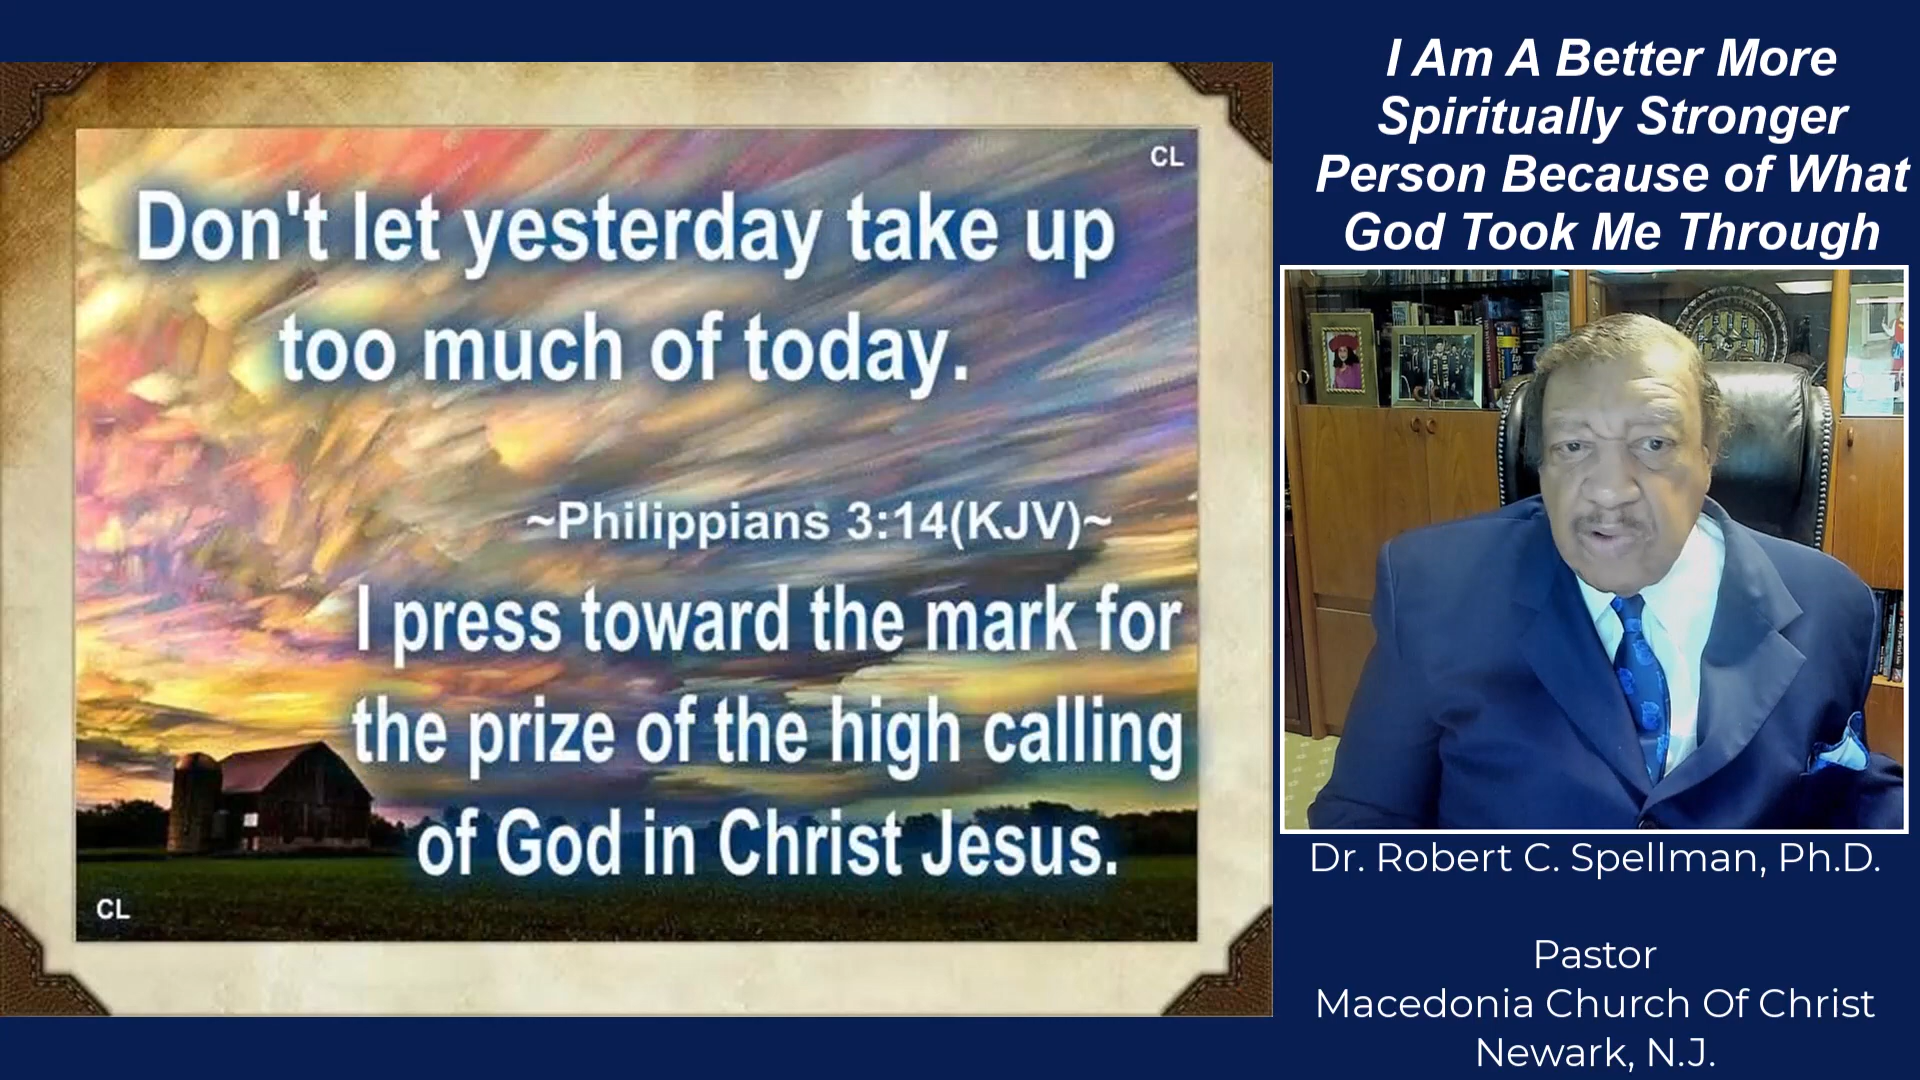 CL
Don't let yesterday take up
too much of today.
~Philippians 3:14(KJV)~
I press toward the mark for
the prize of the high calling
of God in Christ Jesus.
CL
I Am A Better More
Spiritually Stronger
Person Because of What
God Took Me Through
Dr. Robert C. Spellman, Ph.D.
Pastor
Macedonia Church Of Christ
Newark, N.J.